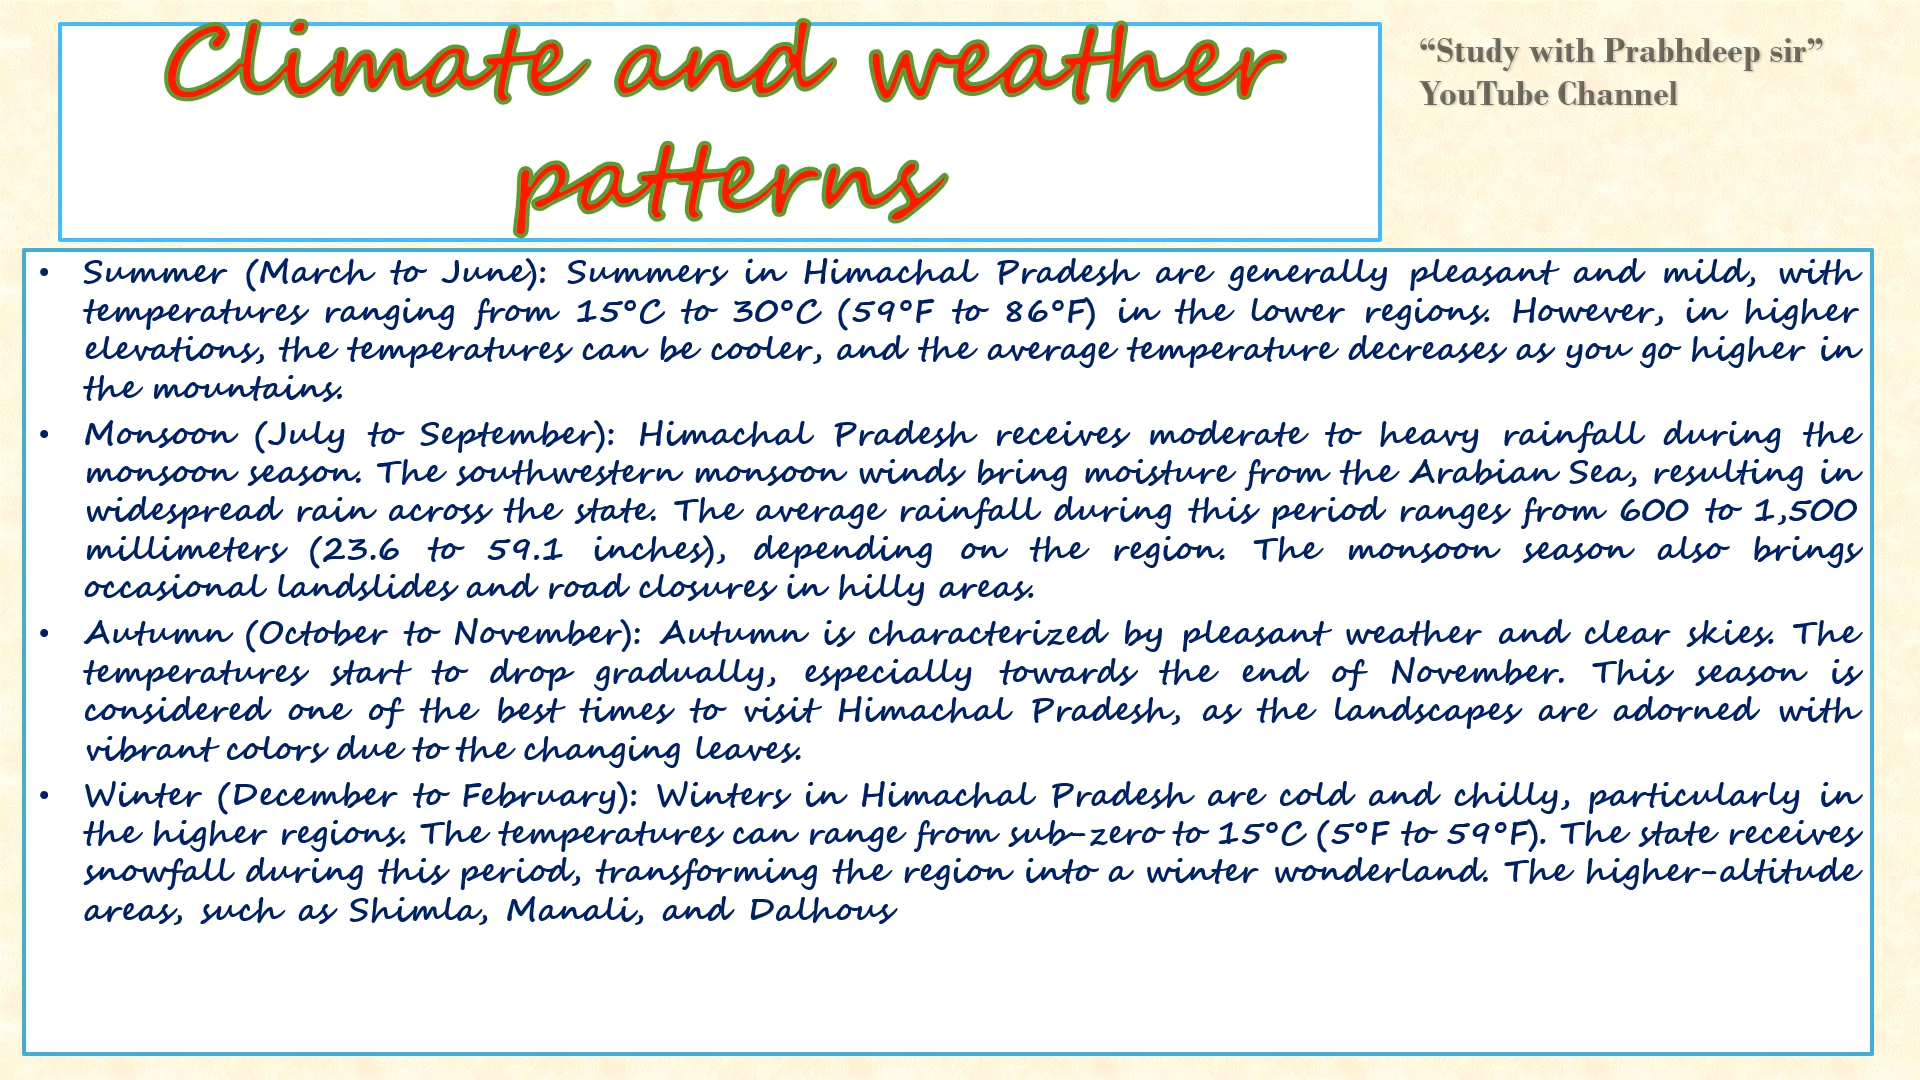 Climate and weather
patterns
“Study with Prabhdeep sir”
YouTube Channel
• Summer (March to June): Summers in Himachal Pradesh are generally pleasant and mild, with
temperatures ranging from 15°C to 30°C (59°F to 86°F) in the lower regions. However, in higher
elevations, the temperatures can be cooler, and the average temperature decreases as you go higher in
the mountains.
• Monsoon (July to September): Himachal Pradesh receives moderate to heavy rainfall during the
monsoon season. The southwestern monsoon winds bring moisture from the Arabian Sea, resulting in
widespread rain across the state. The average rainfall during this period ranges from 600 to 1,500
millimeters (23.6 to 59.1 inches), depending on the region. The monsoon season also brings
occasional landslides and road closures in hilly areas.
• Autumn (October to November): Autumn is characterized by pleasant weather and clear skies. The
temperatures start to drop gradually, especially towards the end of November. This season is
considered one of the best times to visit Himachal Pradesh, as the landscapes are adorned with
vibrant colors due to the changing leaves.
• Winter (December to February): Winters in Himachal Pradesh are cold and chilly, particularly in
the higher regions. The temperatures can range from sub-zero to 15°C (5°F to 59°F). The state receives
snowfall during this period, transforming the region into a winter wonderland. The higher-altitude
areas, such as Shimla, Manali, and Dalhous